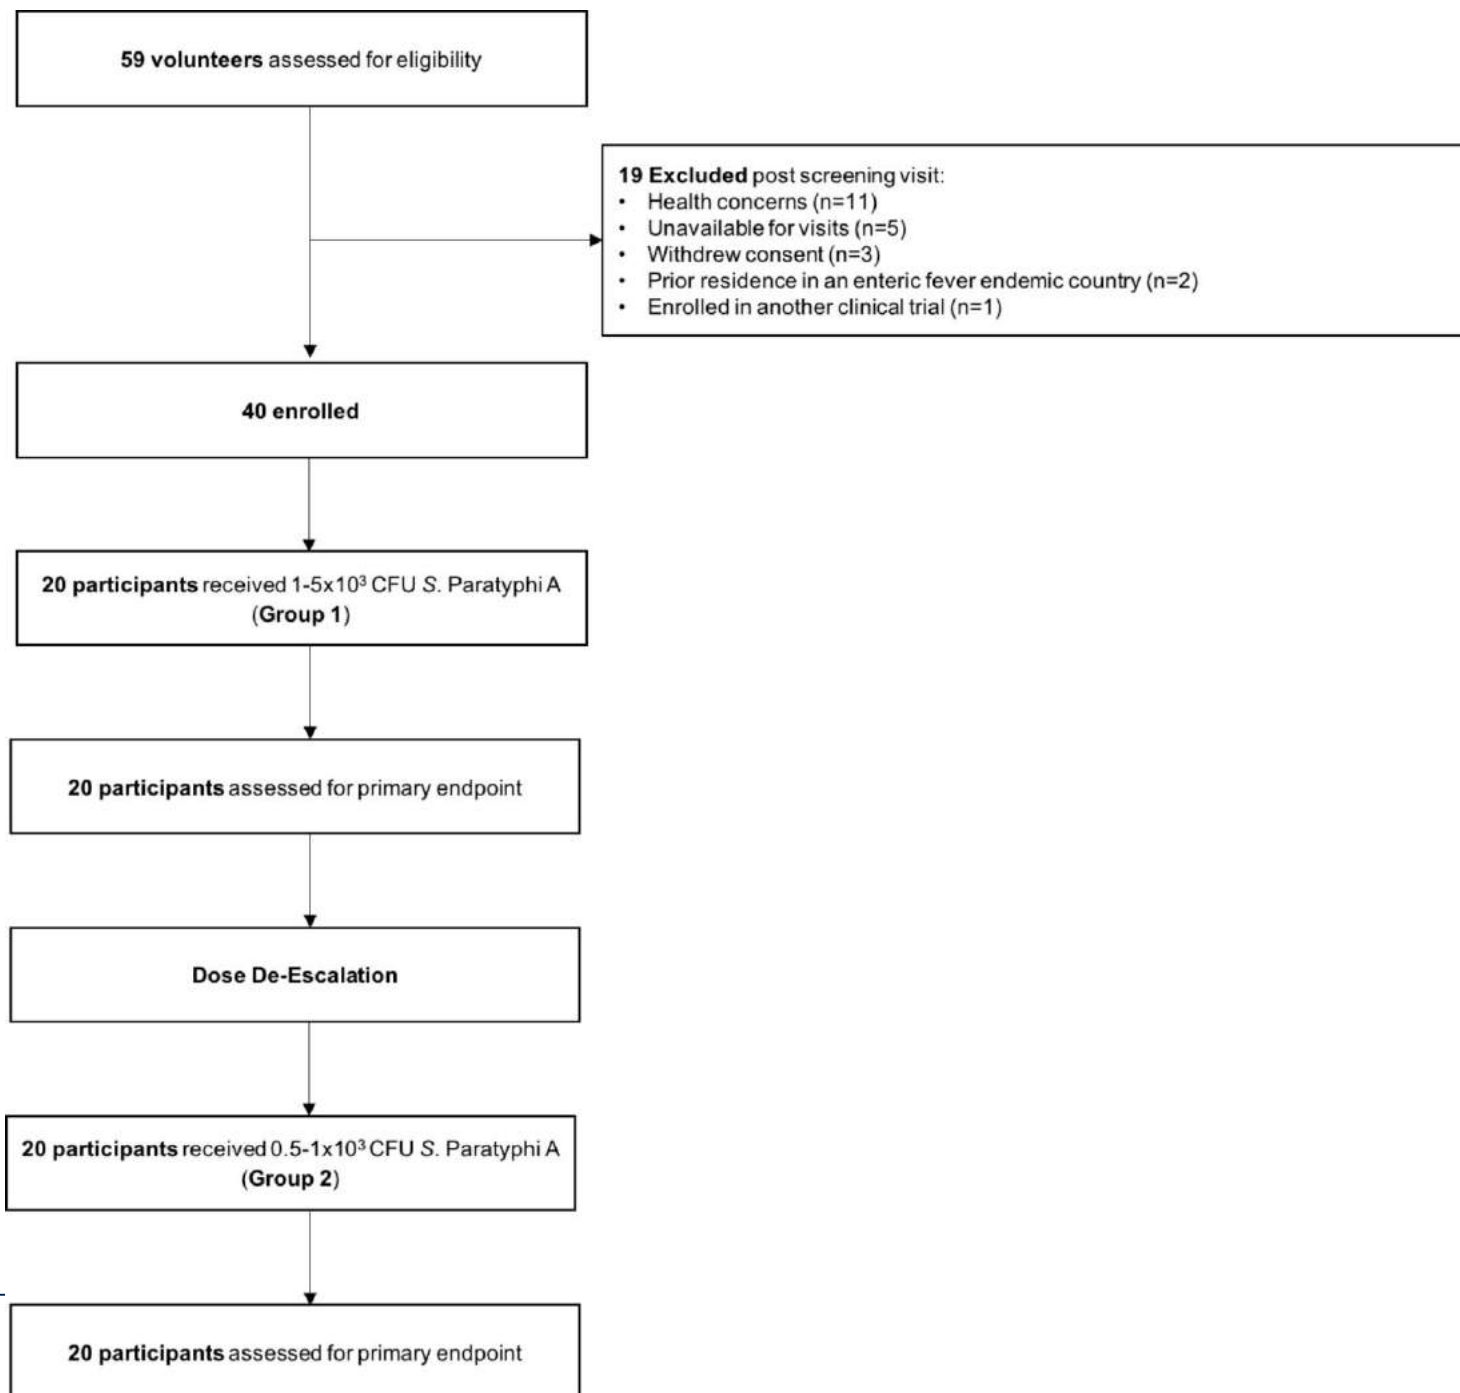 59 volunteers assessed for eligibility
19 Excluded post screening visit:
• Health concerns (n=11)
• Unavailable for visits (n=5)
• Withdrew consent (n=3)
• Prior residence in an enteric fever endemic country (n=2)
• Enrolled in another clinical trial (n=1)
40 enrolled
20 participants received 1-5x10³ CFU S. Paratyphi A
(Group 1)
20 participants assessed for primary endpoint
Dose De-Escalation
20 participants received 0.5-1x10³ CFU S. Paratyphi A
(Group 2)
20 participants assessed for primary endpoint